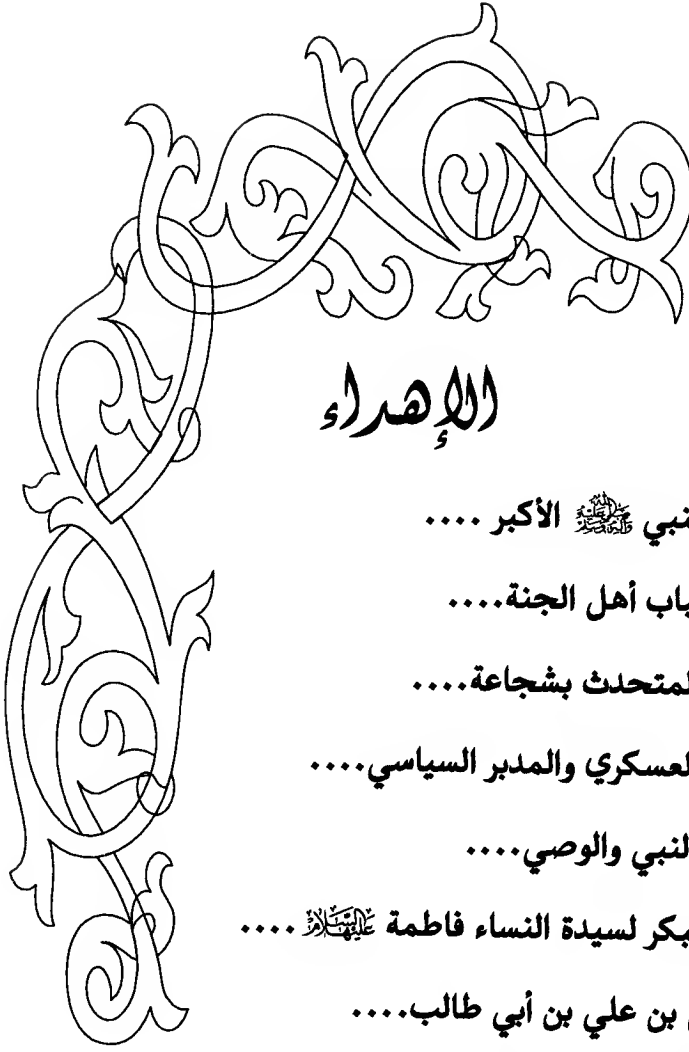 الإهداء
نبي ﷺ الأكبر ....
باب أهل الجنة....
لمتحدث بشجاعة....
لعسكري والمدبر السياسي....
لنبي والوصي....
بكر لسيدة النساء فاطمة عليها السلام ....
بن علي بن أبي طالب....